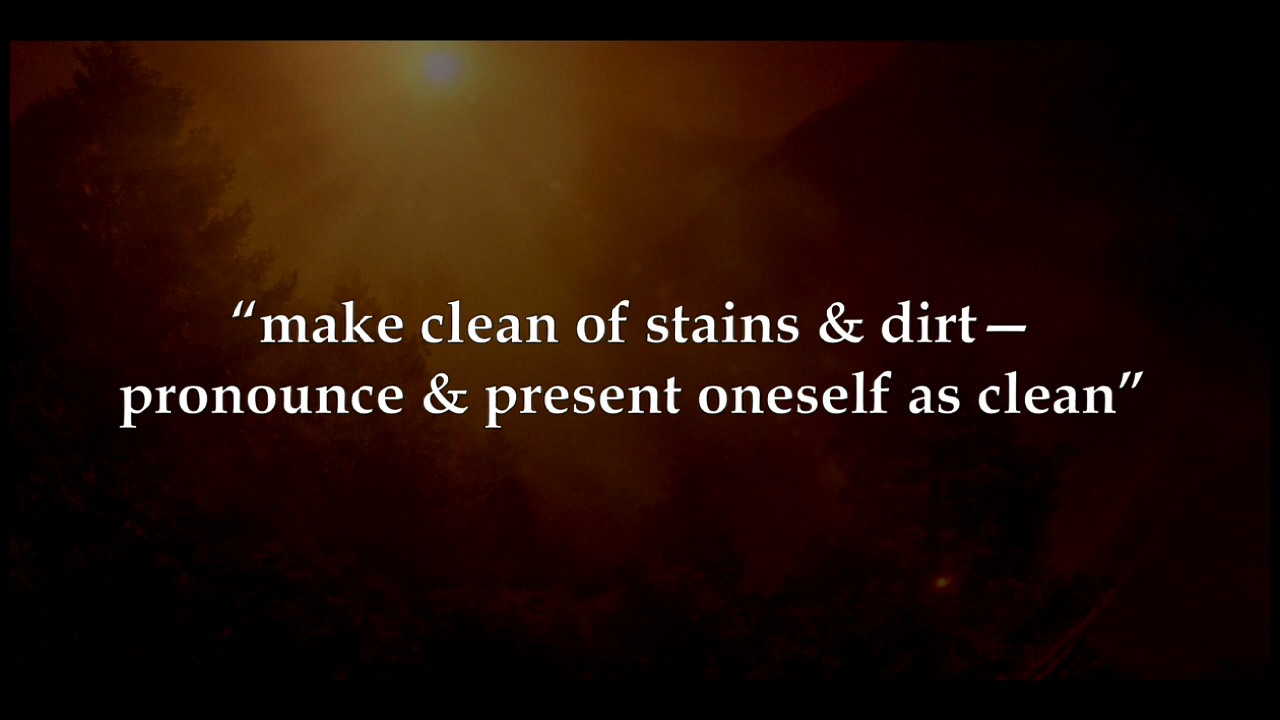 “make clean of stains & dirt—
pronounce & present oneself as clean”